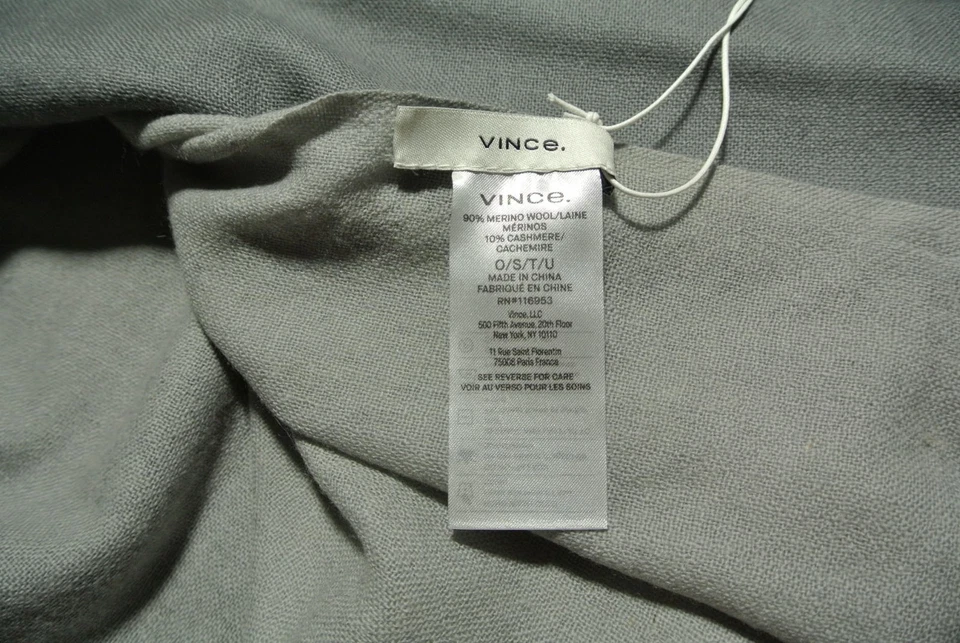 VINCe.
VINCe.
90% MERINO WOOL/LAINE
MÉRINOS
10% CASHMERE/
CACHEMIRE
O/S/T/U
MADE IN CHINA
FABRIQUÉ EN CHINE
RN#116953
Vince, LLC
500 Fifth Avenue, 20th Floor
New York, NY 10110
11 Rue Saint Florentin
75008 Paris France
SEE REVERSE FOR CARE
VOIR AU VERSO POUR LES SOINS